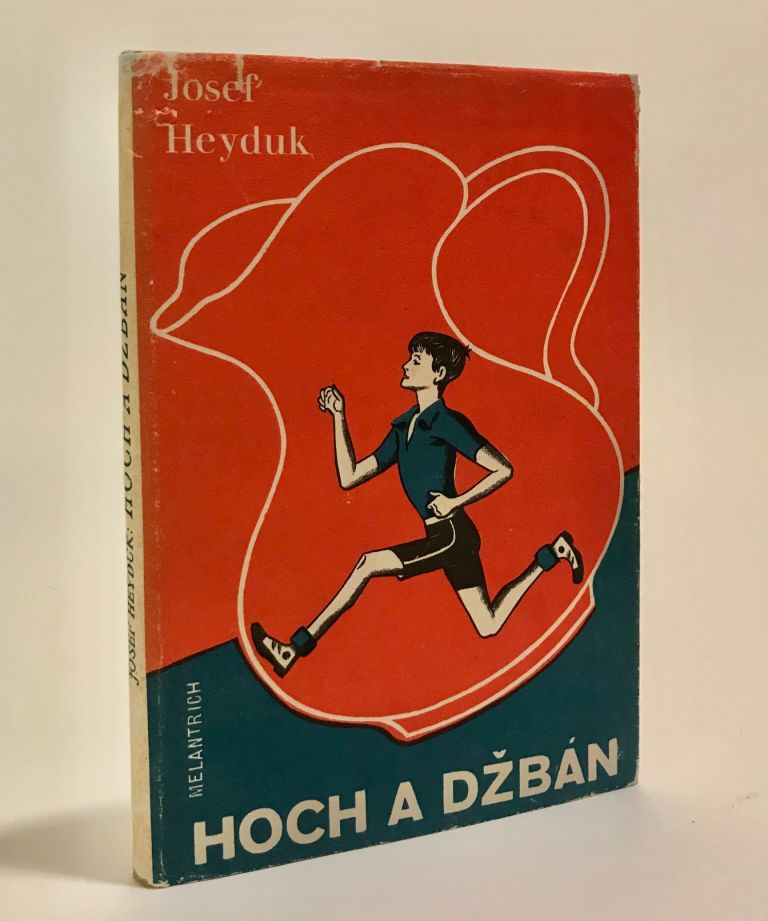 Josef
Heyduk
JOSEF HEYDUK: HOCH A DŽBÁN
MELANTRICH
HOCH A DŽBÁN